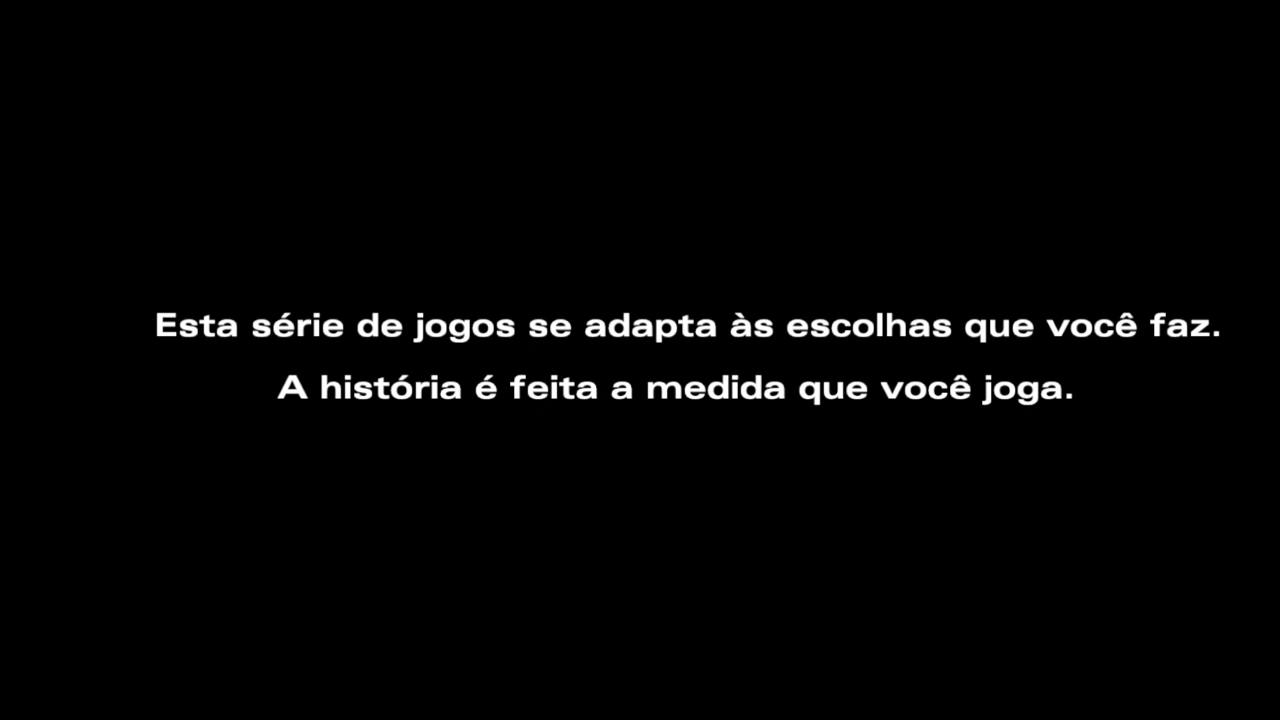 Esta série de jogos se adapta às escolhas que você faz.
A história é feita a medida que você joga.